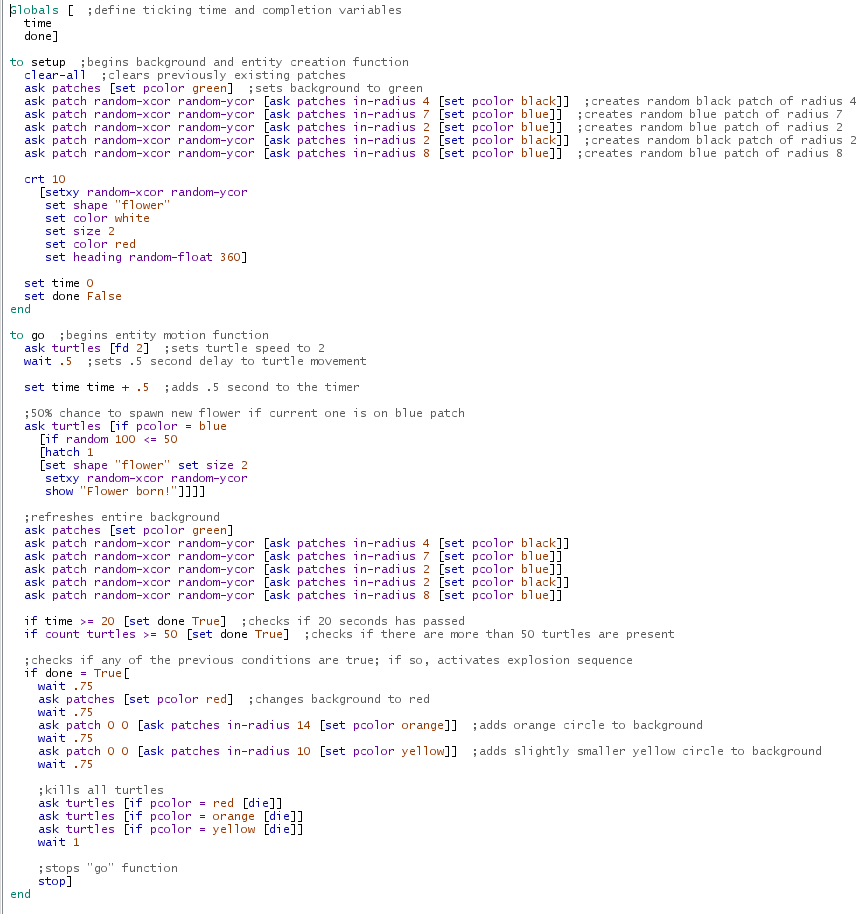 Globals [  ;define ticking time and completion variables
  time
  done]

to setup  ;begins background and entity creation function
  clear-all  ;clears previously existing patches
  ask patches [set pcolor green]  ;sets background to green
  ask patch random-xcor random-ycor [ask patches in-radius 4 [set pcolor black]]  ;creates random black patch of radius 4
  ask patch random-xcor random-ycor [ask patches in-radius 7 [set pcolor blue]]  ;creates random blue patch of radius 7
  ask patch random-xcor random-ycor [ask patches in-radius 2 [set pcolor blue]]  ;creates random blue patch of radius 2
  ask patch random-xcor random-ycor [ask patches in-radius 2 [set pcolor black]]  ;creates random black patch of radius 2
  ask patch random-xcor random-ycor [ask patches in-radius 8 [set pcolor blue]]  ;creates random blue patch of radius 8

  crt 10
    [setxy random-xcor random-ycor
     set shape "flower"
     set color white
     set size 2
     set color red
     set heading random-float 360]

  set time 0
  set done False
end

to go  ;begins entity motion function
  ask turtles [fd 2]  ;sets turtle speed to 2
  wait .5  ;sets .5 second delay to turtle movement

  set time time + .5  ;adds .5 second to the timer

  ;50% chance to spawn new flower if current one is on blue patch
  ask turtles [if pcolor = blue
    [if random 100 <= 50
    [hatch 1
    [set shape "flower" set size 2
     setxy random-xcor random-ycor
     show "Flower born!"]]]]

  ;refreshes entire background
  ask patches [set pcolor green]
  ask patch random-xcor random-ycor [ask patches in-radius 4 [set pcolor black]]
  ask patch random-xcor random-ycor [ask patches in-radius 7 [set pcolor blue]]
  ask patch random-xcor random-ycor [ask patches in-radius 2 [set pcolor blue]]
  ask patch random-xcor random-ycor [ask patches in-radius 2 [set pcolor black]]
  ask patch random-xcor random-ycor [ask patches in-radius 8 [set pcolor blue]]

  if time >= 20 [set done True]  ;checks if 20 seconds has passed
  if count turtles >= 50 [set done True]  ;checks if there are more than 50 turtles are present

  ;checks if any of the previous conditions are true; if so, activates explosion sequence
  if done = True[
    wait .75
    ask patches [set pcolor red]  ;changes background to red
    wait .75
    ask patch 0 0 [ask patches in-radius 14 [set pcolor orange]]  ;adds orange circle to background
    wait .75
    ask patch 0 0 [ask patches in-radius 10 [set pcolor yellow]]  ;adds slightly smaller yellow circle to background
    wait .75

    ;kills all turtles
    ask turtles [if pcolor = red [die]]
    ask turtles [if pcolor = orange [die]]
    ask turtles [if pcolor = yellow [die]]
    wait 1

    ;stops "go" function
    stop]
end